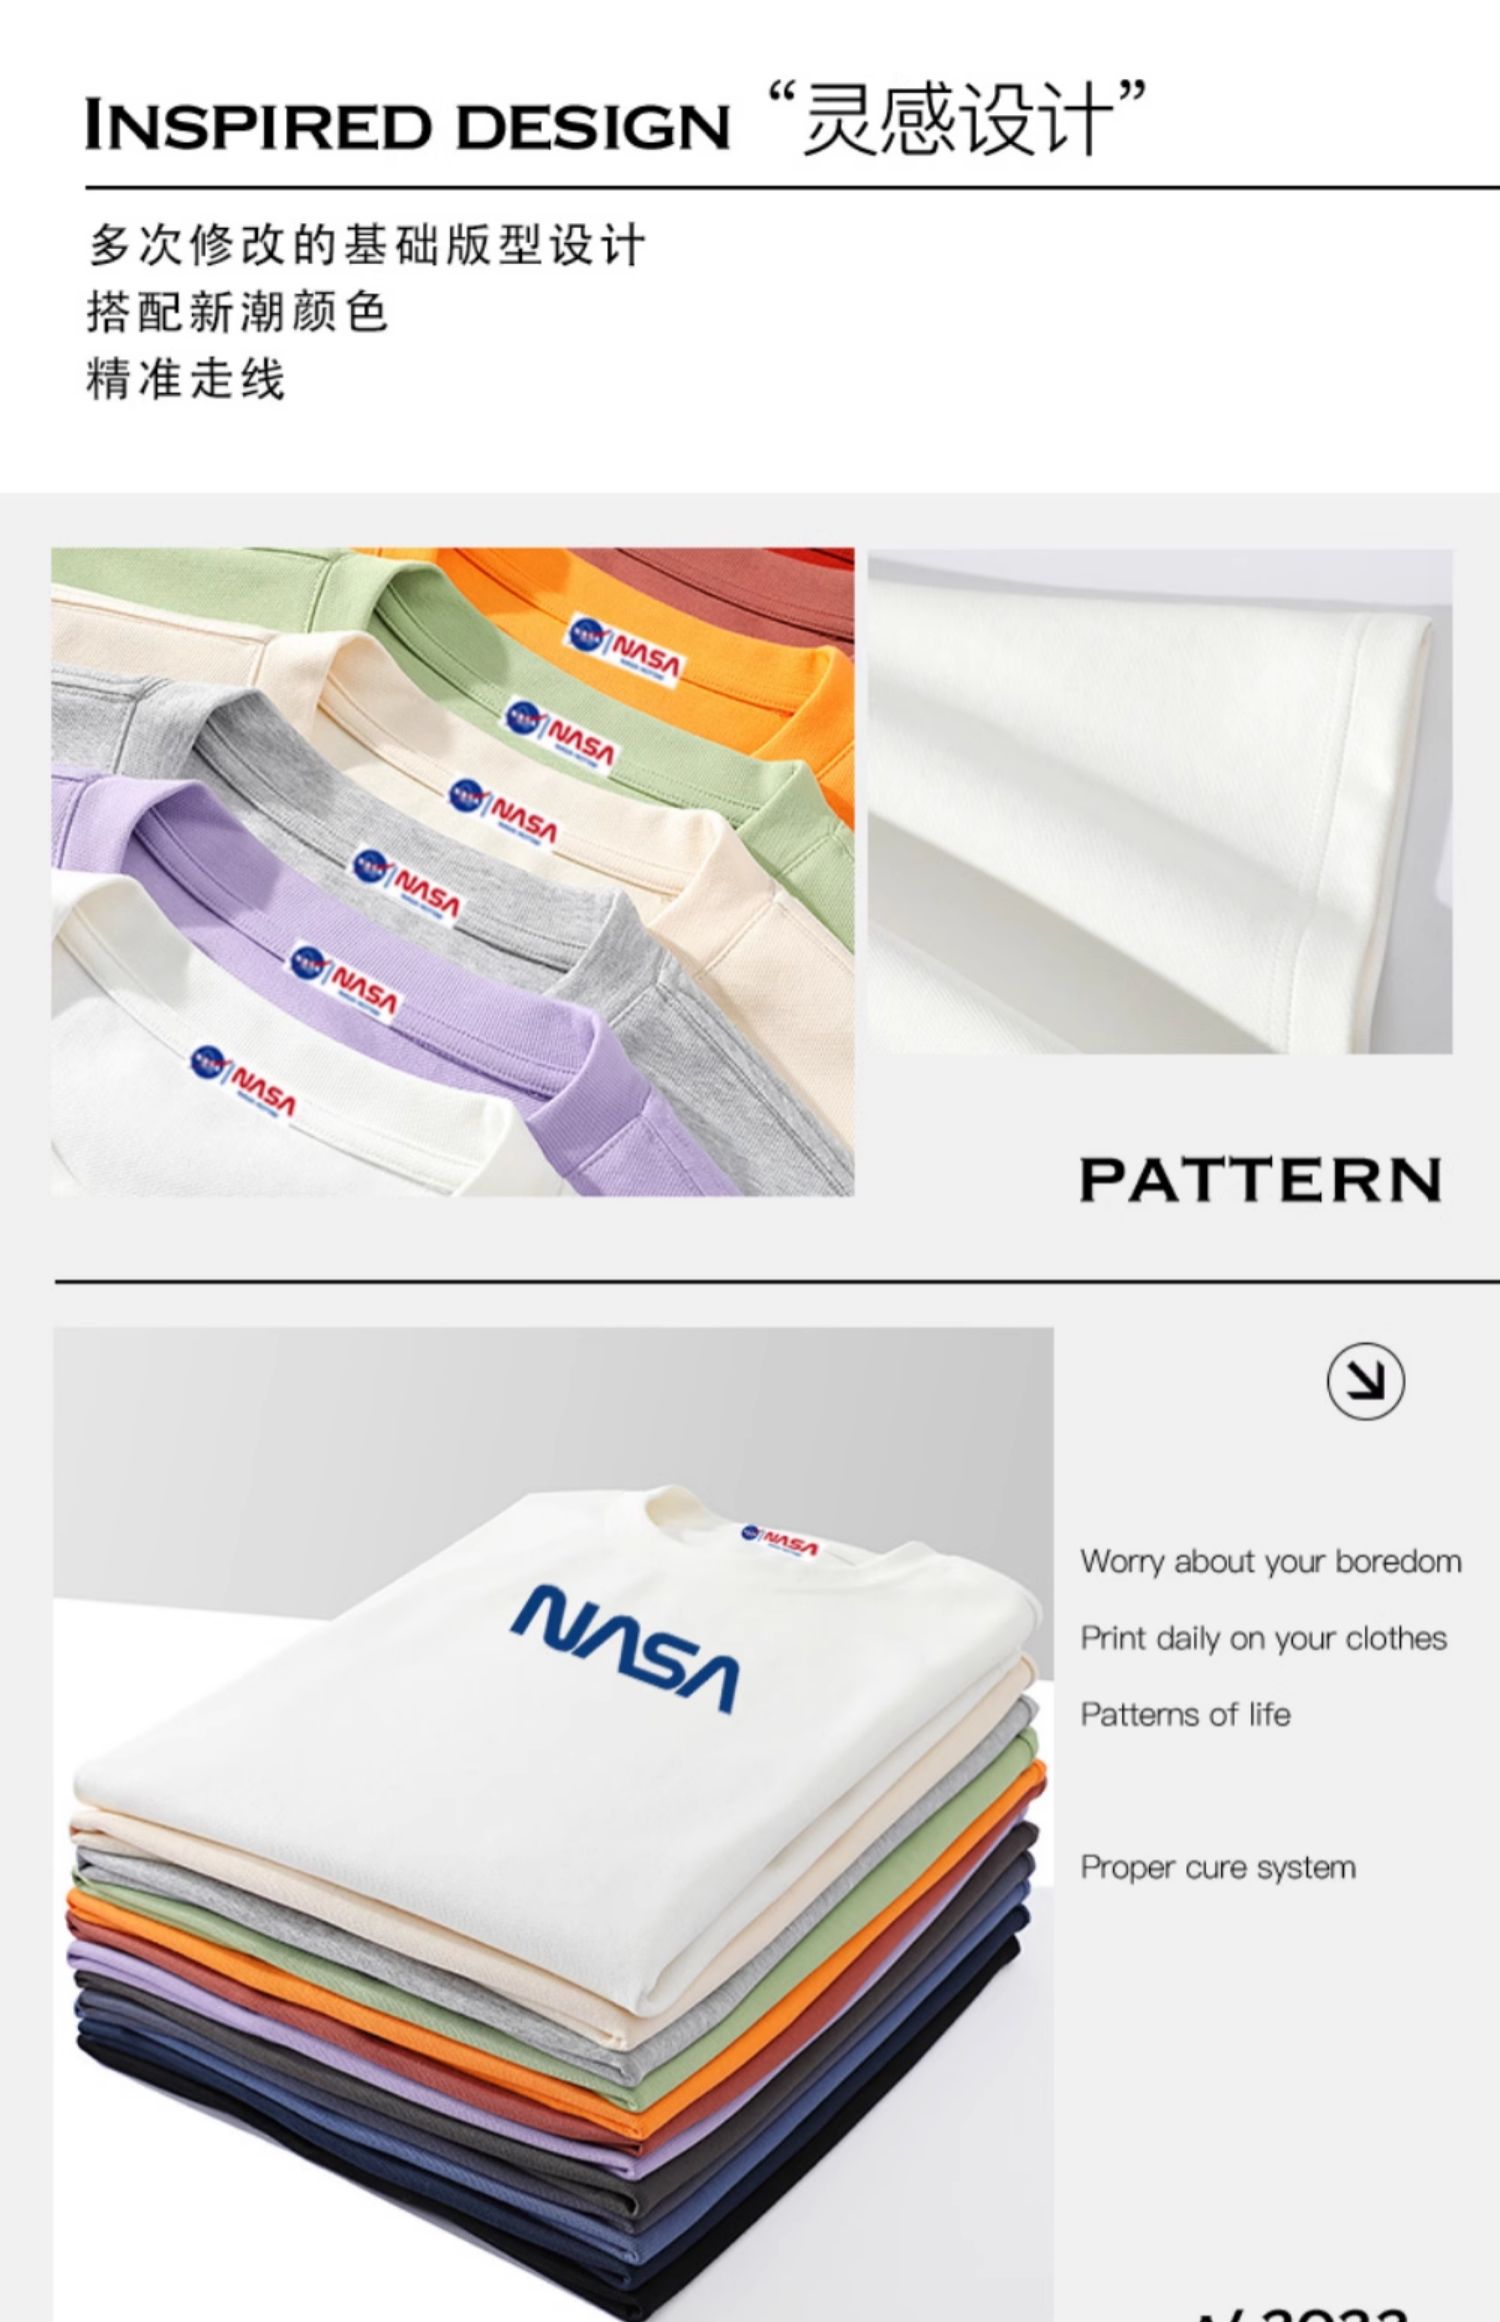 INSPIRED DESIGN “灵感设计”
多次修改的基础版型设计
搭配新潮颜色
精准走线
NASA
NASA
NASA
NASA
NASA
NASA
PATTERN
NASA
NASA
Worry about your boredom
Print daily on your clothes
Patterns of life
Proper cure system